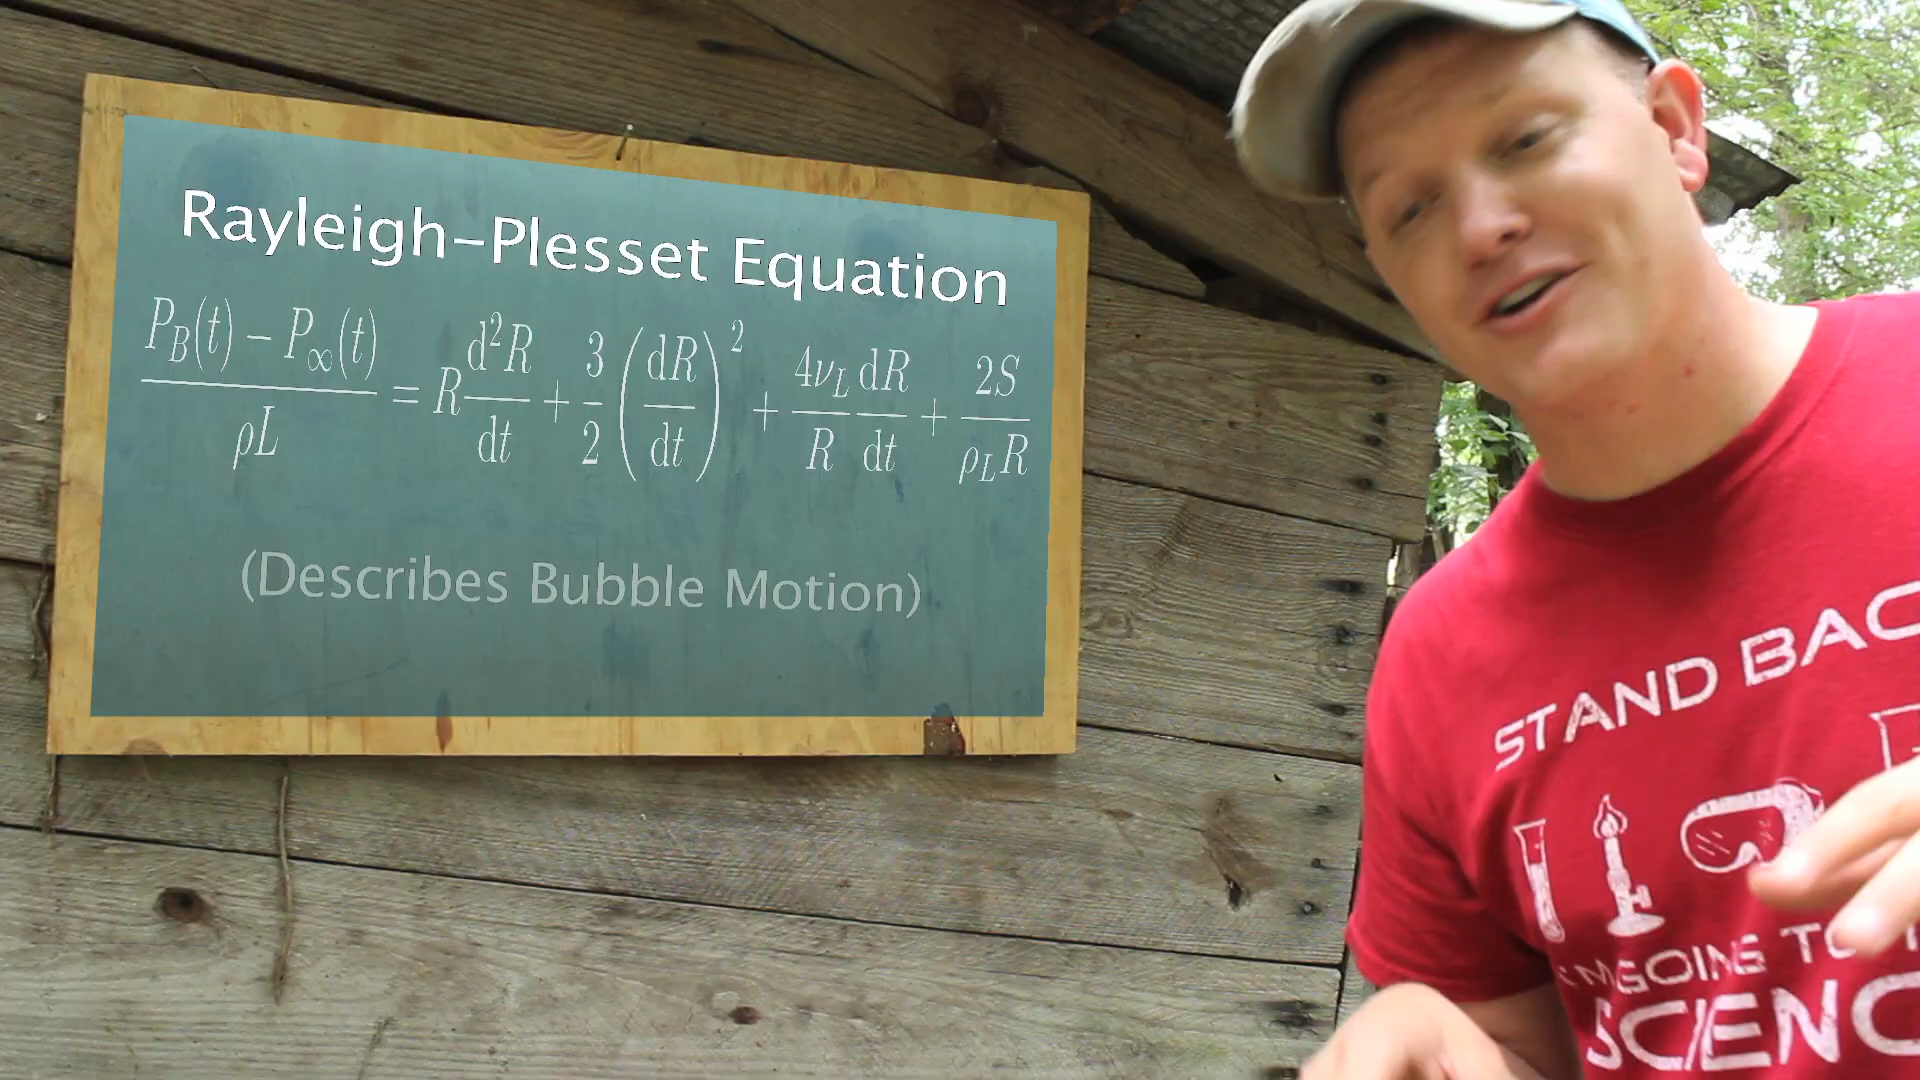 Rayleigh-Plesset Equation
P_B(t) – P_∞(t) / ρL = R d²R/dt + 3/2 (dR/dt)² + 4ν_L/R dR/dt + 2S/ρ_L R
(Describes Bubble Motion)
STAND BAC
I'M GOING TO
SCIENC